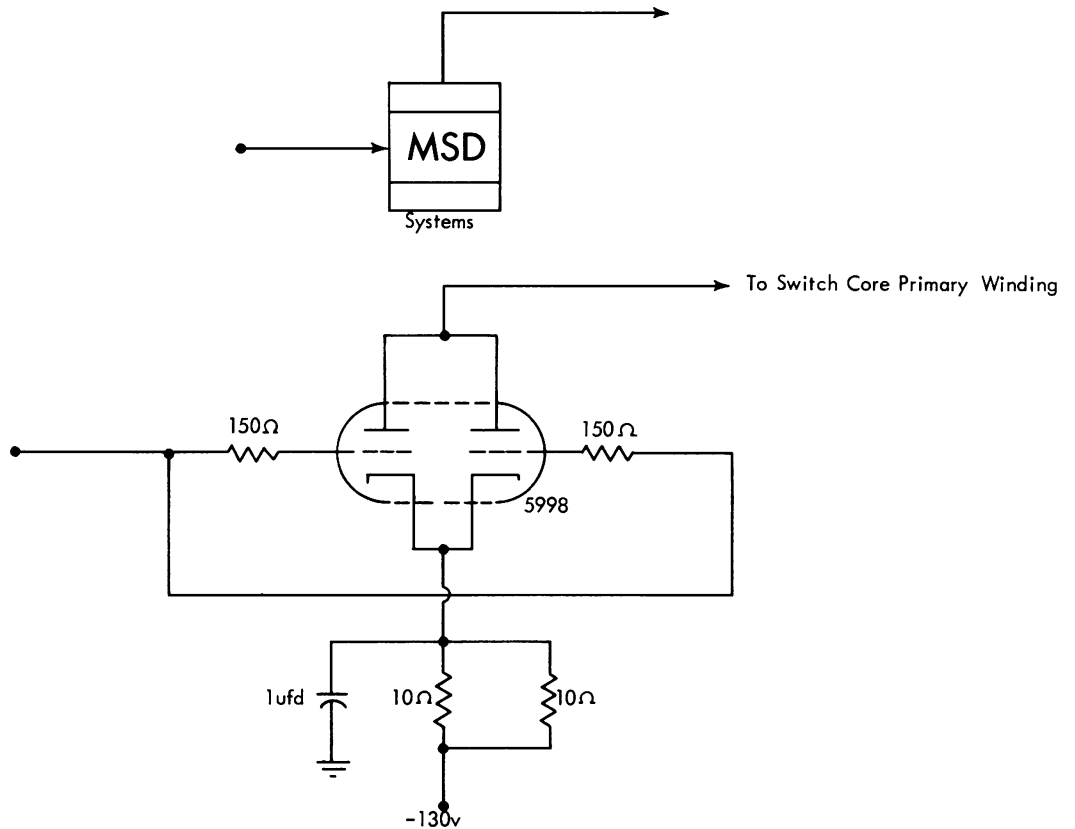 MSD
Systems
To Switch Core Primary Winding
150Ω
150Ω
5998
1ufd
10Ω
10Ω
-130v